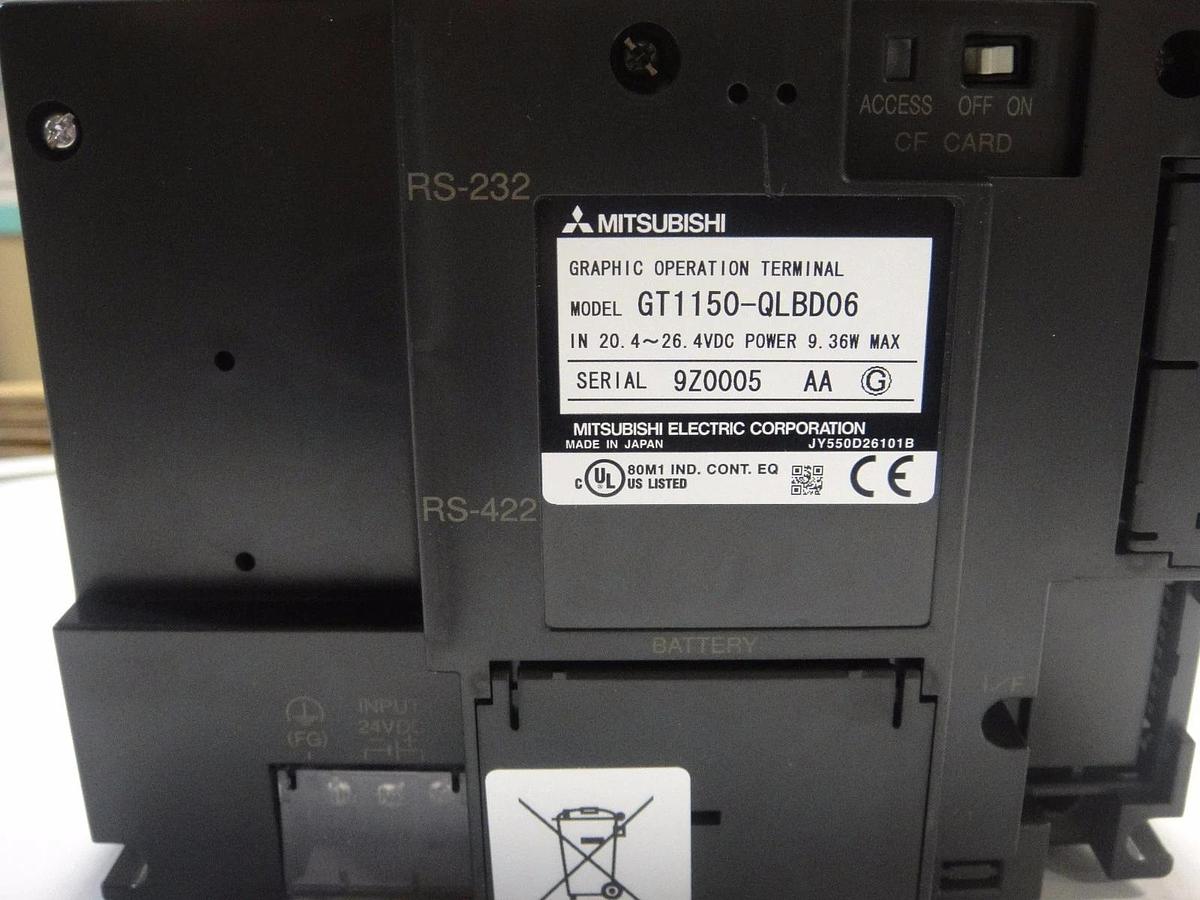 ACCESS OFF ON
CF CARD
RS-232
MITSUBISHI
GRAPHIC OPERATION TERMINAL
MODEL GT1150-QLBD06
IN 20.4~26.4VDC POWER 9.36W MAX
SERIAL 9Z0005 AA G
MITSUBISHI ELECTRIC CORPORATION
MADE IN JAPAN JY550D26101B
C UL US LISTED 80M1 IND. CONT. EQ CE
RS-422
BATTERY
I/F
INPUT
24VDC
(FG)
- +